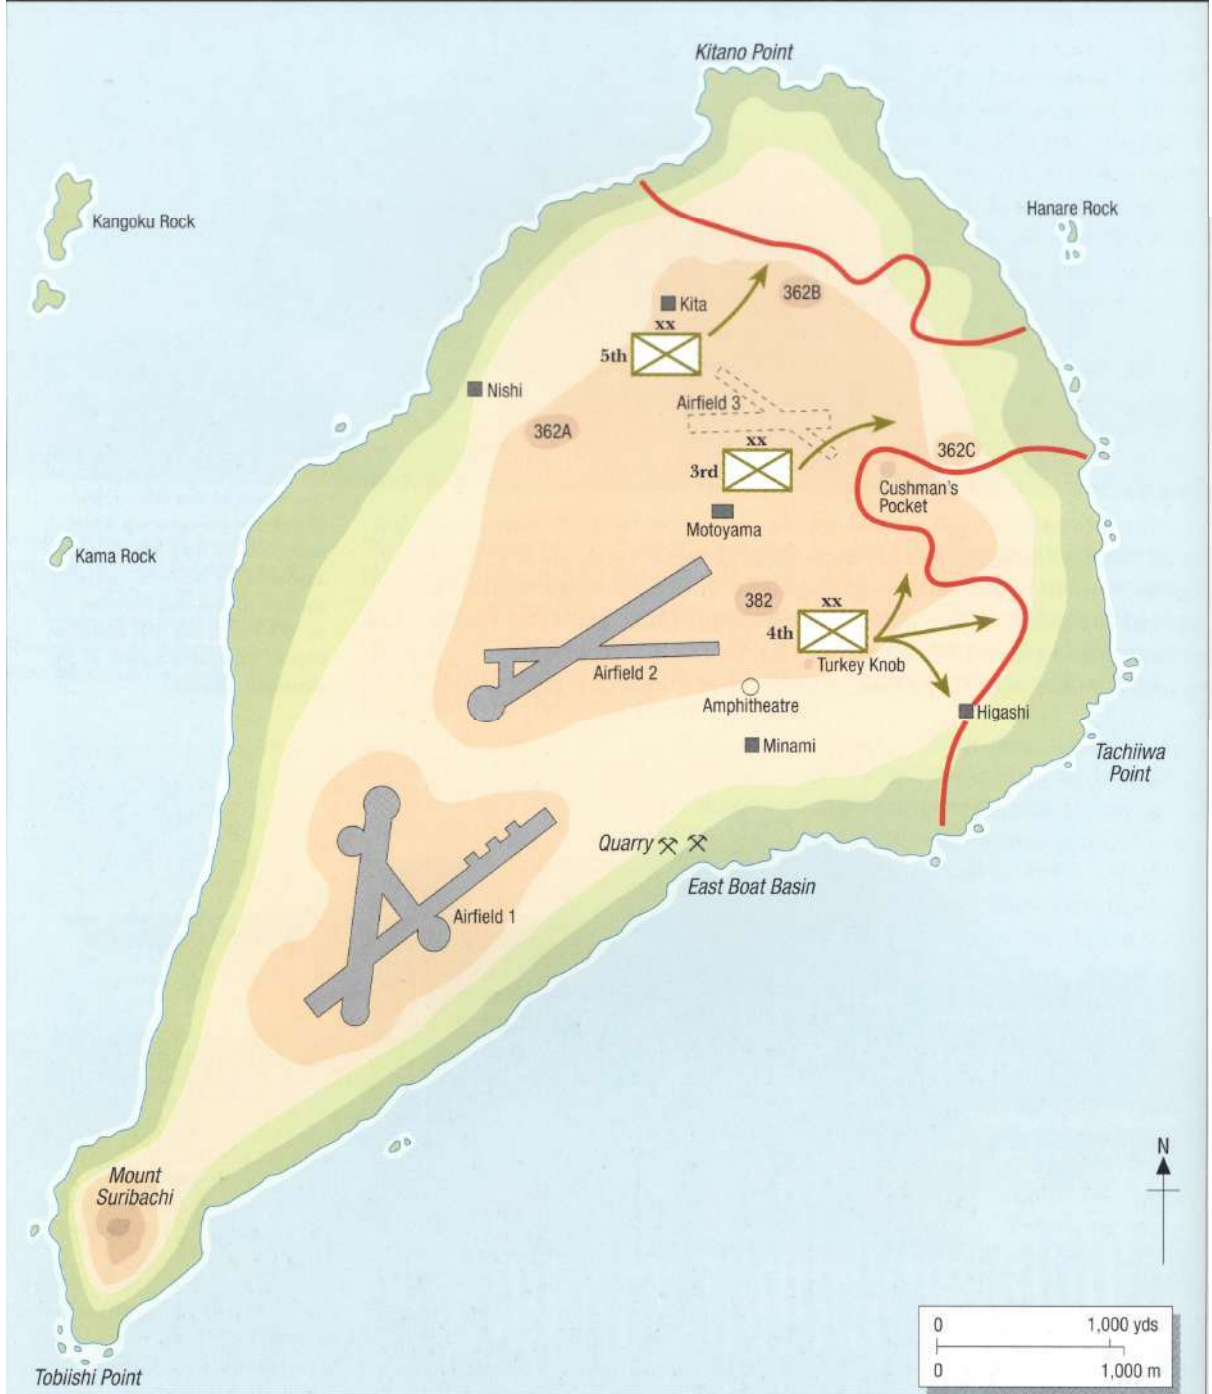 Kitano Point
Kangoku Rock
Hanare Rock
362B
Kita
xx
5th
Nishi
Airfield 3
362A
xx
3rd
362C
Cushman's
Pocket
Motoyama
Kama Rock
382
xx
4th
Turkey Knob
Airfield 2
Amphitheatre
Higashi
Minami
Tachiiwa
Point
Quarry
East Boat Basin
Airfield 1
N
Mount
Suribachi
0 1,000 yds
0 1,000 m
Tobiishi Point